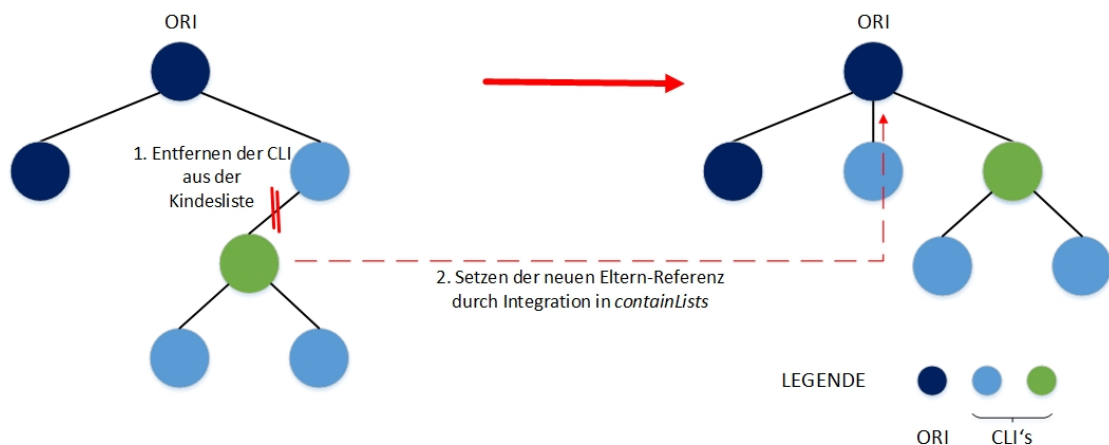 ORI
ORI
1. Entfernen der CLI
aus der
Kindesliste
2. Setzen der neuen Eltern-Referenz
durch Integration in containLists
LEGENDE
ORI
CLI‘s